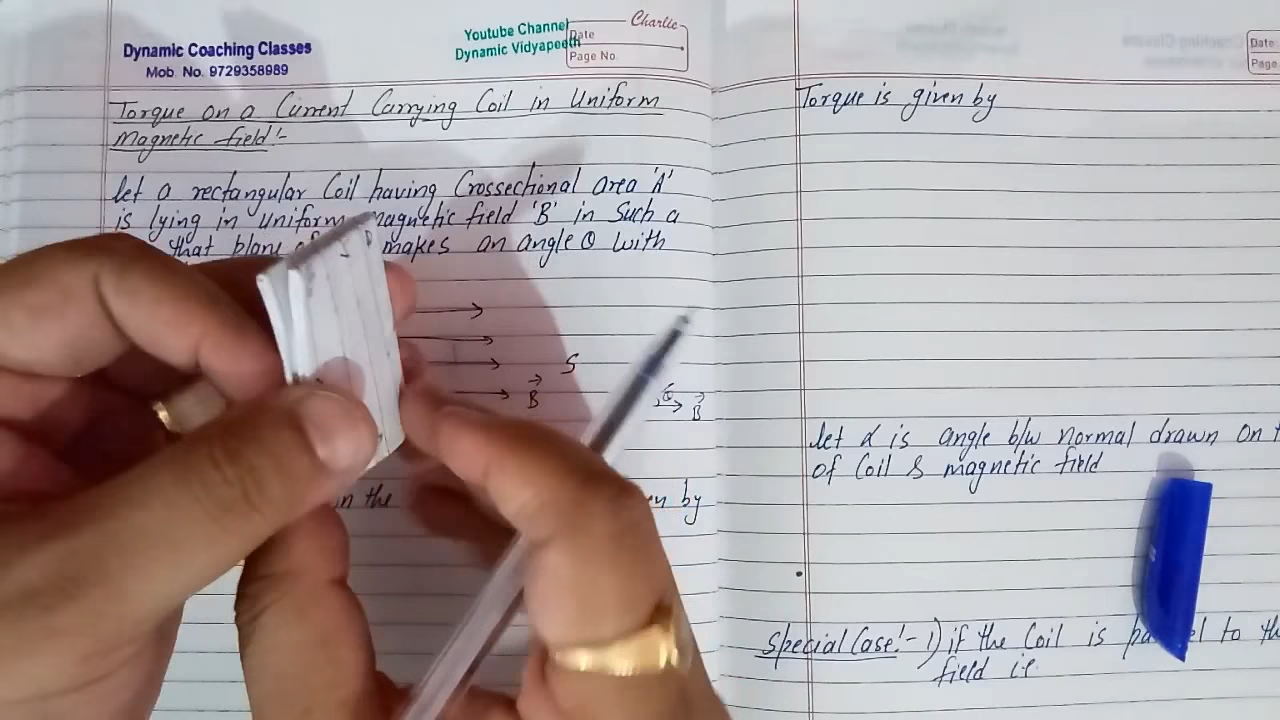 Dynamic Coaching Classes
Mob. No. 9729358989
Youtube Channel
Dynamic Vidyapeeth
Charlie
Date
Page No.
Torque on a Current Carrying Coil in Uniform
Magnetic field:-
let a rectangular Coil having Crossectional area 'A'
is lying in Uniform magnetic field 'B' in Such a
that plane makes an angle θ with
S
B
B
in the
by
Date
Page
Torque is given by
let α is angle b/w normal drawn on
of Coil & magnetic field
Special Case:- 1) if the Coil is to
field i.e.